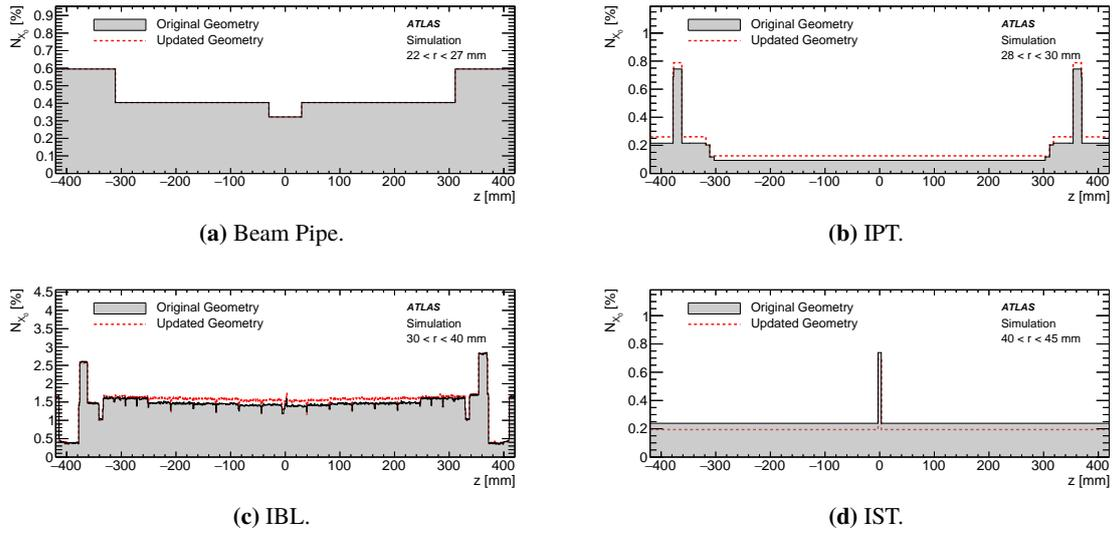 N_X0 [%]
0.9
0.8
0.7
0.6
0.5
0.4
0.3
0.2
0.1
0
Original Geometry
Updated Geometry
ATLAS
Simulation
22 < r < 27 mm
−400 −300 −200 −100 0 100 200 300 400
z [mm]
(a) Beam Pipe.
N_X0 [%]
1
0.8
0.6
0.4
0.2
0
Original Geometry
Updated Geometry
ATLAS
Simulation
28 < r < 30 mm
−400 −300 −200 −100 0 100 200 300 400
z [mm]
(b) IPT.
N_X0 [%]
4.5
4
3.5
3
2.5
2
1.5
1
0.5
0
Original Geometry
Updated Geometry
ATLAS
Simulation
30 < r < 40 mm
−400 −300 −200 −100 0 100 200 300 400
z [mm]
(c) IBL.
N_X0 [%]
1
0.8
0.6
0.4
0.2
0
Original Geometry
Updated Geometry
ATLAS
Simulation
40 < r < 45 mm
−400 −300 −200 −100 0 100 200 300 400
z [mm]
(d) IST.